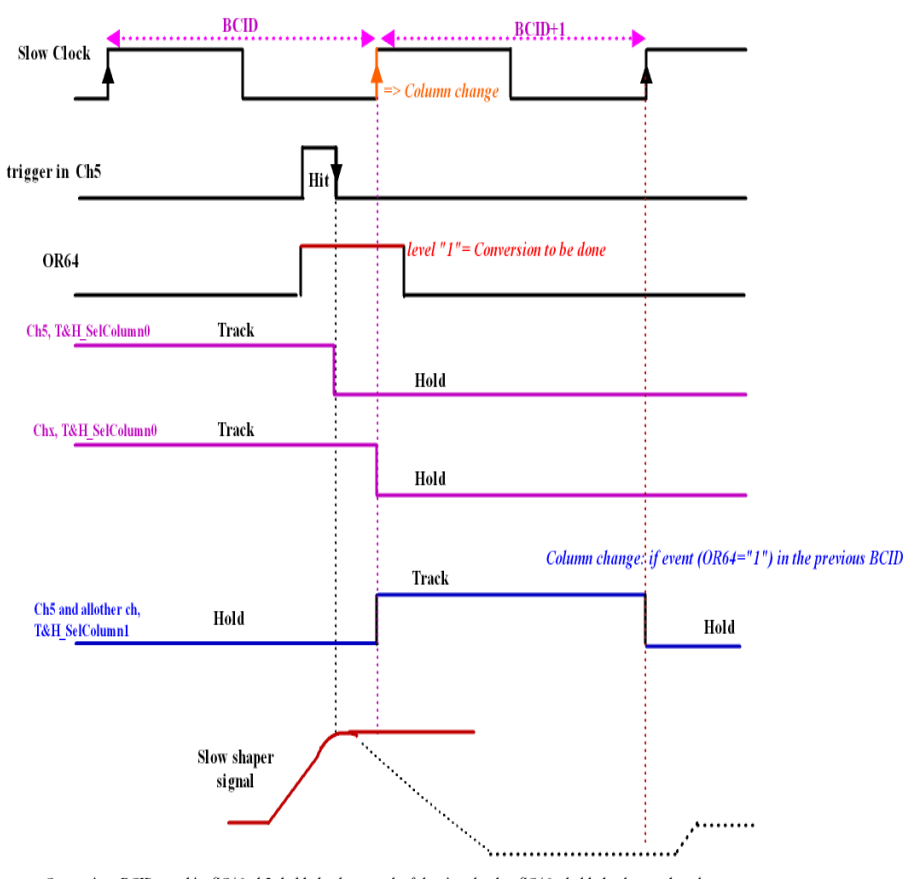 BCID
BCID+1
Slow Clock
=> Column change
trigger in Ch5
Hit
level "1"= Conversion to be done
OR64
Ch5, T&H_SelColumn0
Track
Hold
Chx, T&H_SelColumn0
Track
Hold
Column change: if event (OR64="1") in the previous BCID
Track
Ch5 and allother ch,
T&H_SelColumn1
Hold
Hold
Slow shaper
signal